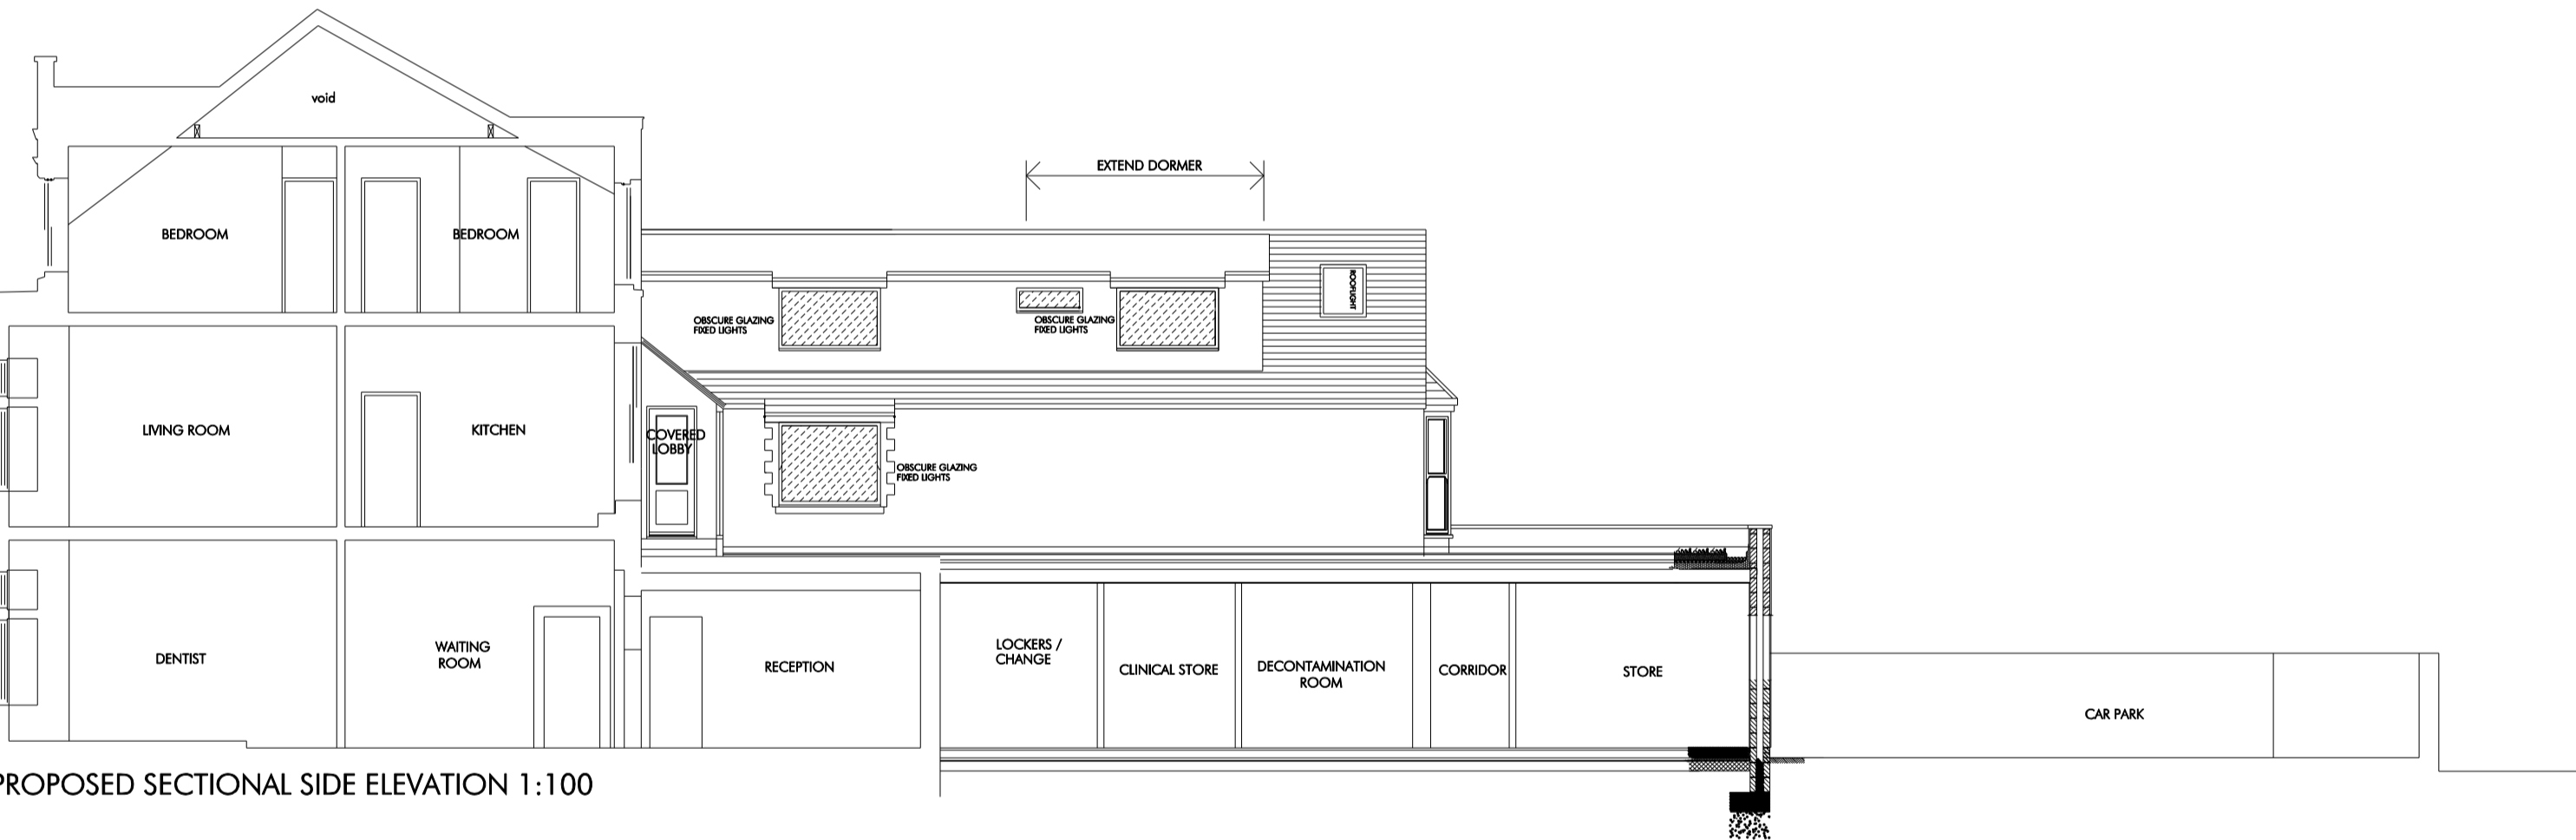 void
EXTEND DORMER
BEDROOM
BEDROOM
ROOFLIGHT
OBSCURE GLAZING
FIXED LIGHTS
OBSCURE GLAZING
FIXED LIGHTS
LIVING ROOM
KITCHEN
COVERED
LOBBY
OBSCURE GLAZING
FIXED LIGHTS
DENTIST
WAITING
ROOM
RECEPTION
LOCKERS /
CHANGE
CLINICAL STORE
DECONTAMINATION
ROOM
CORRIDOR
STORE
CAR PARK
PROPOSED SECTIONAL SIDE ELEVATION 1:100